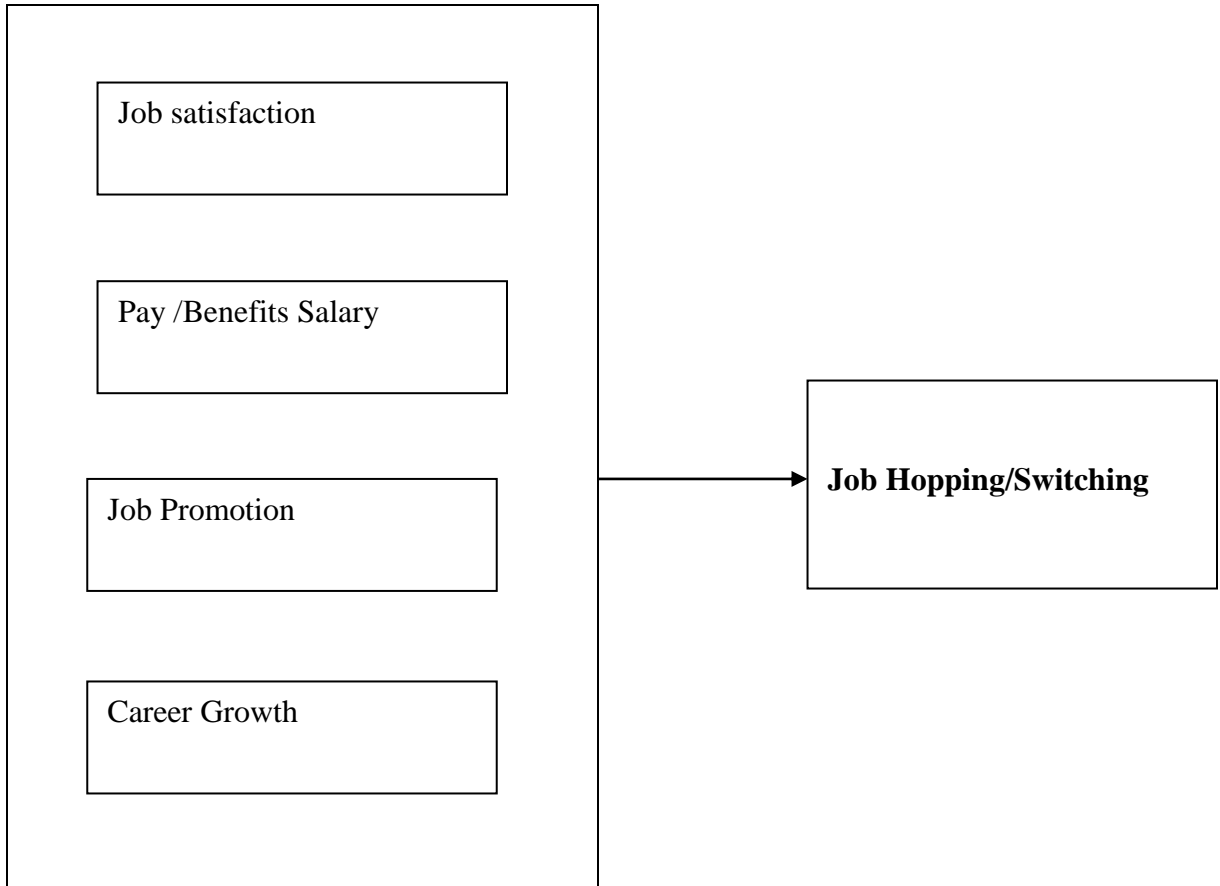 Job satisfaction
Pay /Benefits Salary
Job Promotion
Career Growth
Job Hopping/Switching